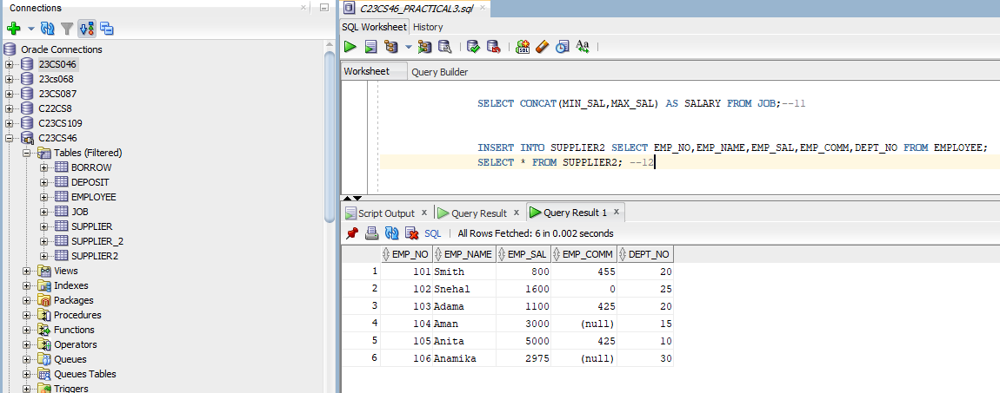 Connections
Oracle Connections
23CS046
23cs068
23CS087
C22CS8
C23CS109
C23CS46
Tables (Filtered)
BORROW
DEPOSIT
EMPLOYEE
JOB
SUPPLIER
SUPPLIER_2
SUPPLIER2
Views
Indexes
Packages
Procedures
Functions
Operators
Queues
Queues Tables
Triggers
C23CS46_PRACTICAL3.sql
SQL Worksheet History
Aa
Worksheet Query Builder
SELECT CONCAT(MIN_SAL,MAX_SAL) AS SALARY FROM JOB;--11
INSERT INTO SUPPLIER2 SELECT EMP_NO,EMP_NAME,EMP_SAL,EMP_COMM,DEPT_NO FROM EMPLOYEE;
SELECT * FROM SUPPLIER2; --12
Script Output x Query Result x Query Result 1 x
SQL | All Rows Fetched: 6 in 0.002 seconds
EMP_NO EMP_NAME EMP_SAL EMP_COMM DEPT_NO
1 101 Smith 800 455 20
2 102 Snehal 1600 0 25
3 103 Adama 1100 425 20
4 104 Aman 3000 (null) 15
5 105 Anita 5000 425 10
6 106 Anamika 2975 (null) 30